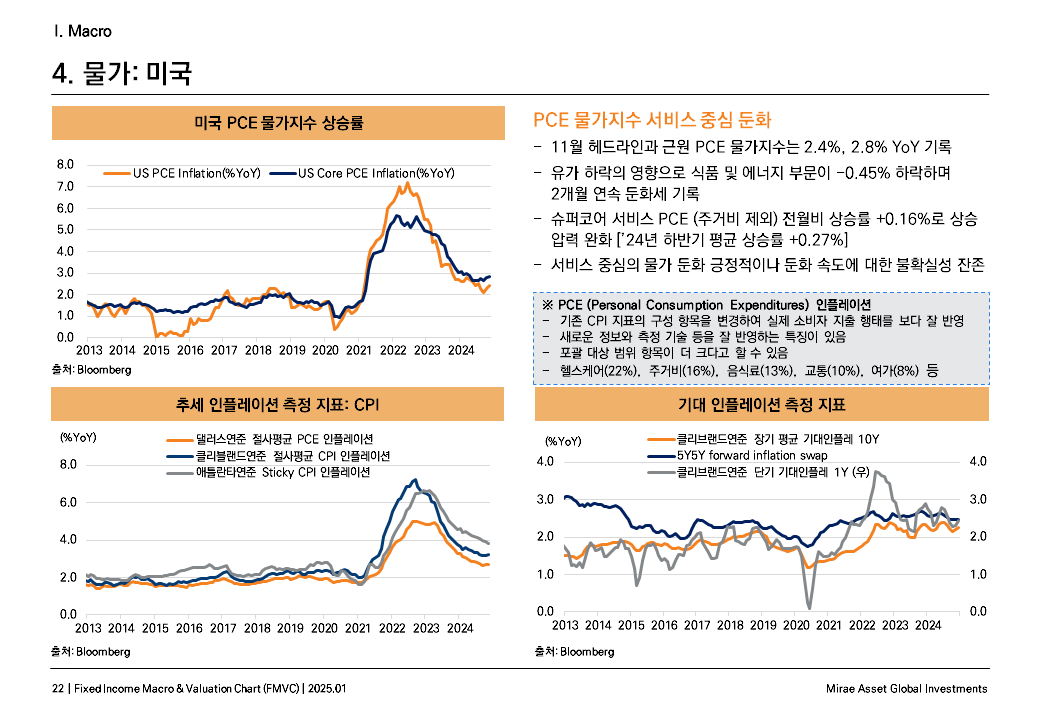 I. Macro
4. 물가: 미국
미국 PCE 물가지수 상승률
8.0
7.0
6.0
5.0
4.0
3.0
2.0
1.0
0.0
US PCE Inflation(%YoY)
US Core PCE Inflation(%YoY)
2013 2014 2015 2016 2017 2018 2019 2020 2021 2022 2023 2024
출처: Bloomberg
PCE 물가지수 서비스 중심 둔화
– 11월 헤드라인과 근원 PCE 물가지수는 2.4%, 2.8% YoY 기록
– 유가 하락의 영향으로 식품 및 에너지 부문이 -0.45% 하락하며
2개월 연속 둔화세 기록
– 슈퍼코어 서비스 PCE (주거비 제외) 전월비 상승률 +0.16%로 상승
압력 완화 ['24년 하반기 평균 상승률 +0.27%]
– 서비스 중심의 물가 둔화 긍정적이나 둔화 속도에 대한 불확실성 잔존
※ PCE (Personal Consumption Expenditures) 인플레이션
– 기존 CPI 지표의 구성 항목을 변경하여 실제 소비자 지출 행태를 보다 잘 반영
– 새로운 정보와 측정 기술 등을 잘 반영하는 특징이 있음
– 포괄 대상 범위 항목이 더 크다고 할 수 있음
– 헬스케어(22%), 주거비(16%), 음식료(13%), 교통(10%), 여가(8%) 등
추세 인플레이션 측정 지표: CPI
(%YoY)
댈러스연준 절사평균 PCE 인플레이션
클리블랜드연준 절사평균 CPI 인플레이션
애틀란타연준 Sticky CPI 인플레이션
8.0
6.0
4.0
2.0
0.0
2013 2014 2015 2016 2017 2018 2019 2020 2021 2022 2023 2024
출처: Bloomberg
기대 인플레이션 측정 지표
(%YoY)
클리브랜드연준 장기 평균 기대인플레 10Y
5Y5Y forward inflation swap
클리브랜드연준 단기 기대인플레 1Y (우)
4.0
3.0
2.0
1.0
0.0
4.0
3.0
2.0
1.0
0.0
2013 2014 2015 2016 2017 2018 2019 2020 2021 2022 2023 2024
출처: Bloomberg
22 | Fixed Income Macro & Valuation Chart (FMVC) | 2025.01
Mirae Asset Global Investments